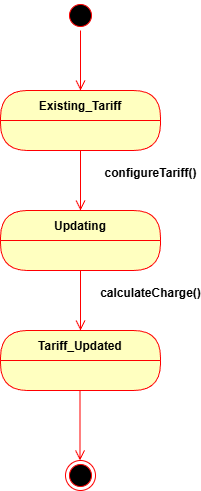 Existing_Tariff
configureTariff()
Updating
calculateCharge()
Tariff_Updated